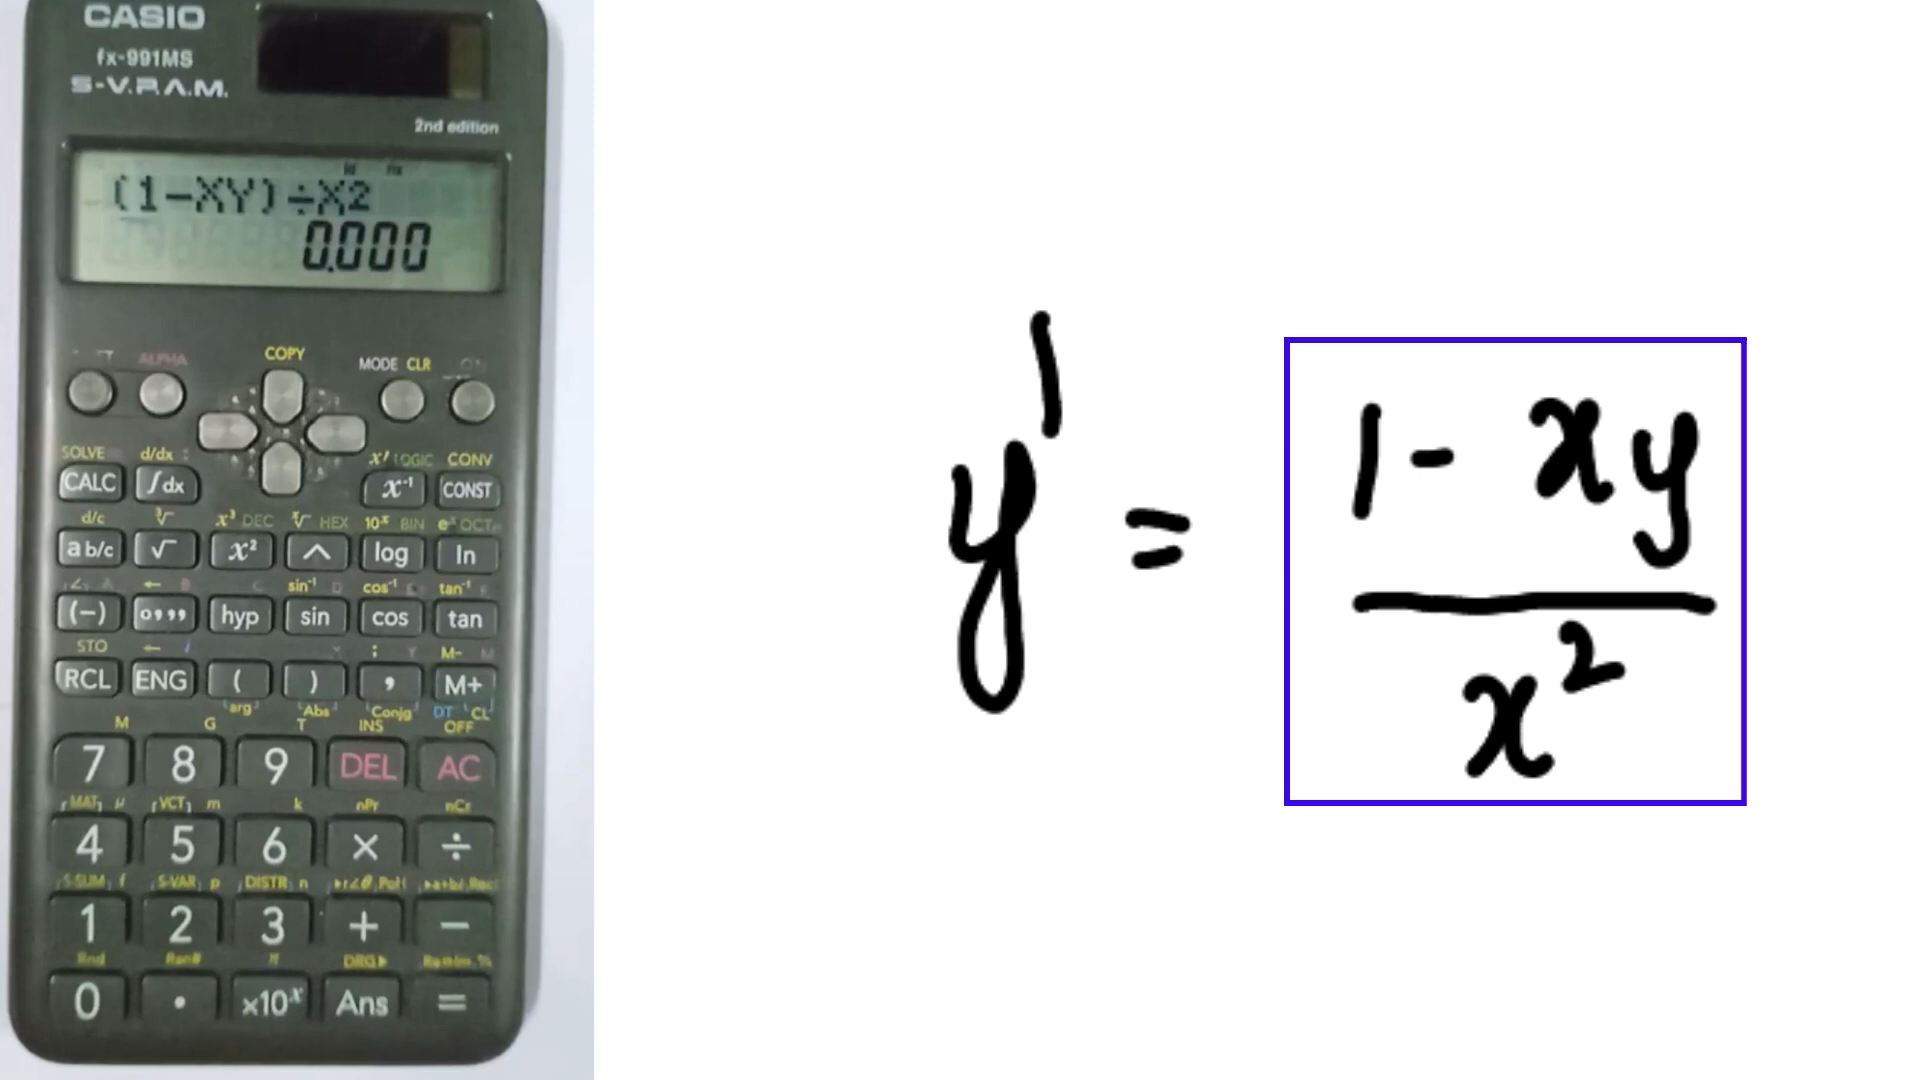 CASIO
fx-991MS
S-V.P.A.M.
2nd edition
(1-XY)÷X2
0.000
ALPHA COPY MODE CLR
SOLVE d/dx : x! LOGIC CONV
CALC ∫dx x⁻¹ CONST
d/c ³√ x³ DEC ˣ√ HEX 10ˣ BIN eˣ OCT
a b/c √ x² ^ log ln
∠ A ← B C sin⁻¹ D cos⁻¹ E tan⁻¹ F
(-) o,,, hyp sin cos tan
STO ← i X ; Y M- M
RCL ENG ( ) , M+
arg Abs Conjg DT CL
M G T INS OFF
7 8 9 DEL AC
MAT μ VCT m k nPr nCr
4 5 6 × ÷
S-SUM f S-VAR p DISTR n
1 2 3 + -
Rnd Ran# π DRG▶ %
0 . ×10ˣ Ans =
y' = (1 - xy) / x²